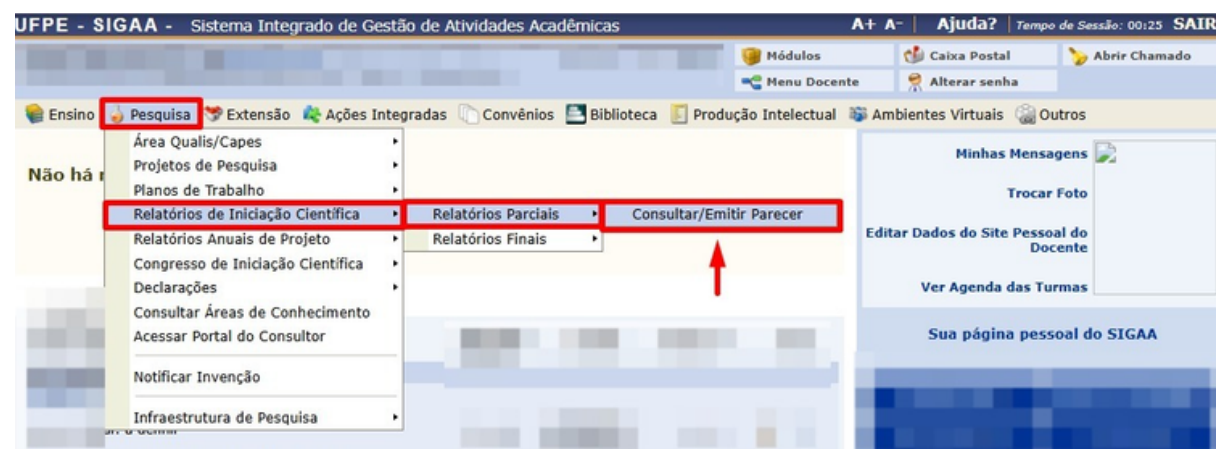 UFPE - SIGAA - Sistema Integrado de Gestão de Atividades Acadêmicas A+ A- | Ajuda? | Tempo de Sessão: 00:25 SAIR
Módulos Caixa Postal Abrir Chamado
Menu Docente Alterar senha
Ensino Pesquisa Extensão Ações Integradas Convênios Biblioteca Produção Intelectual Ambientes Virtuais Outros
Área Qualis/Capes
Projetos de Pesquisa
Planos de Trabalho
Relatórios de Iniciação Científica
Relatórios Anuais de Projeto
Congresso de Iniciação Científica
Declarações
Consultar Áreas de Conhecimento
Acessar Portal do Consultor
Notificar Invenção
Infraestrutura de Pesquisa
Relatórios Parciais
Relatórios Finais
Consultar/Emitir Parecer
Não há
Minhas Mensagens
Trocar Foto
Editar Dados do Site Pessoal do
Docente
Ver Agenda das Turmas
Sua página pessoal do SIGAA